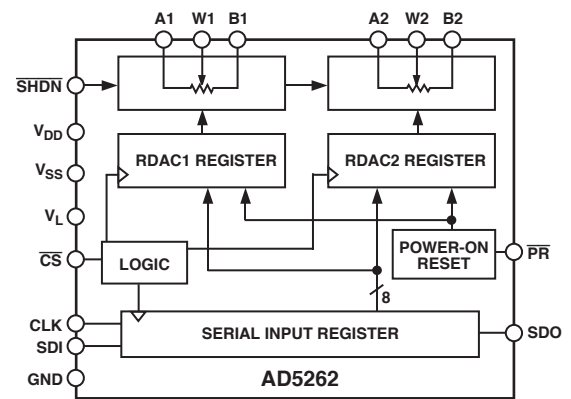 A1 W1 B1 A2 W2 B2
SHDN
VDD
RDAC1 REGISTER RDAC2 REGISTER
VSS
VL
CS LOGIC POWER-ON RESET PR
8
CLK
SERIAL INPUT REGISTER SDO
SDI
GND AD5262